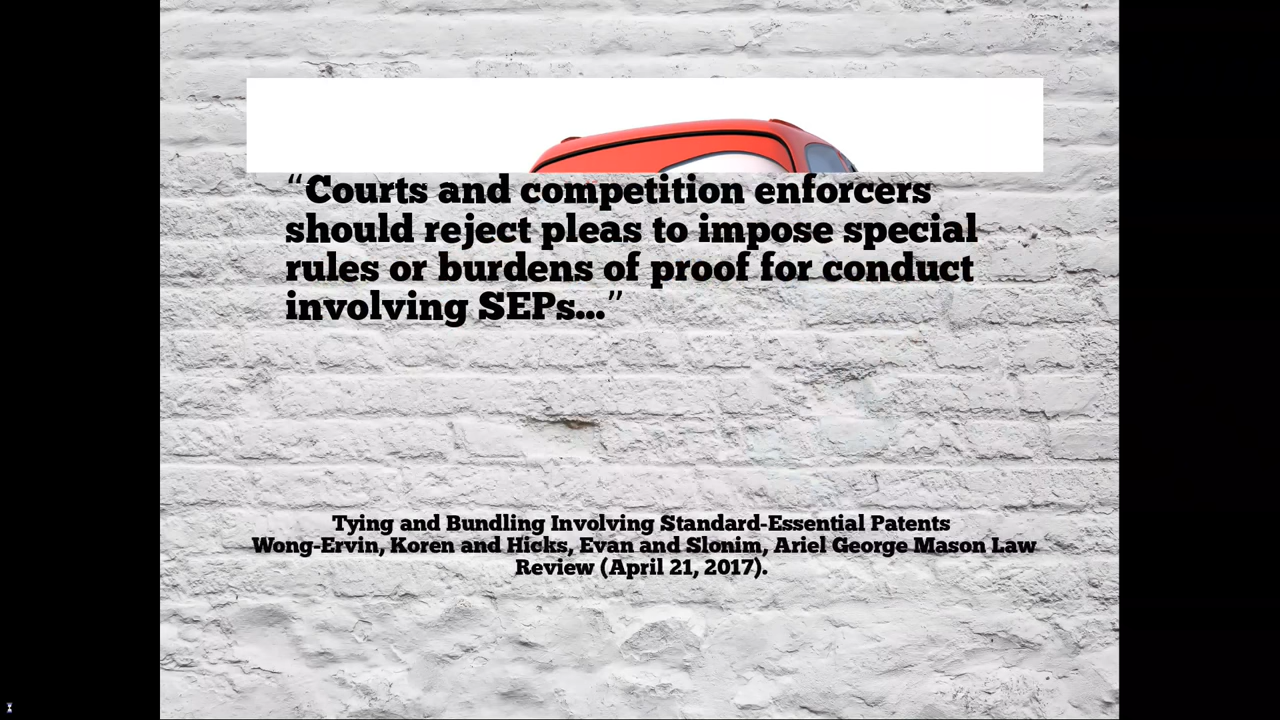 “Courts and competition enforcers
should reject pleas to impose special
rules or burdens of proof for conduct
involving SEPs...”
Tying and Bundling Involving Standard-Essential Patents
Wong-Ervin, Koren and Hicks, Evan and Slonim, Ariel George Mason Law
Review (April 21, 2017).